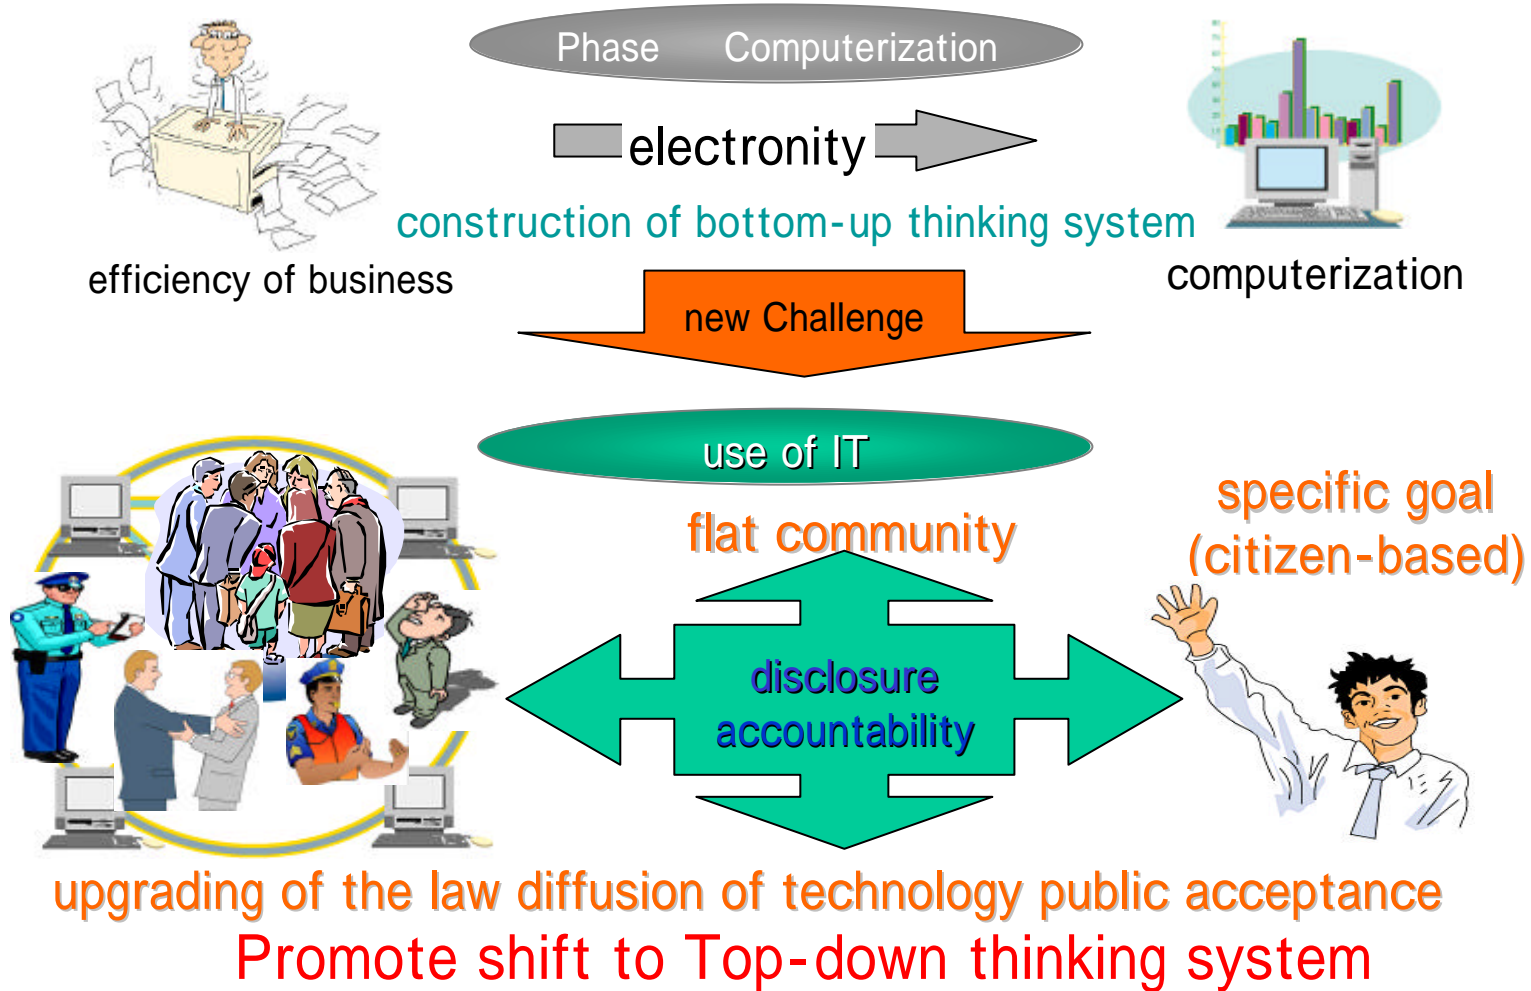 Phase Computerization
electronity
construction of bottom-up thinking system
efficiency of business
computerization
new Challenge
use of IT
flat community
specific goal
(citizen-based)
disclosure
accountability
upgrading of the law diffusion of technology public acceptance
Promote shift to Top-down thinking system